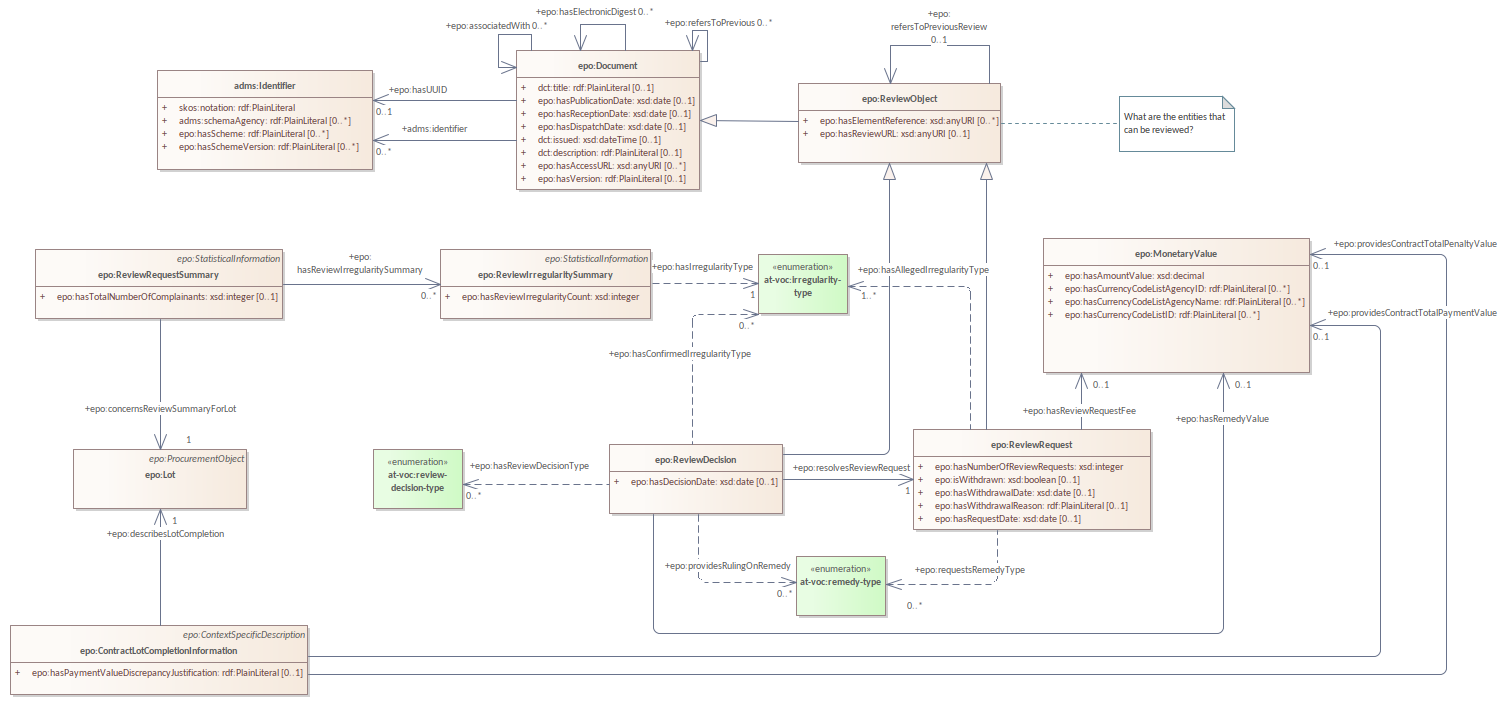 +epo:
refersToPreviousReview
0..1
+epo:hasElectronicDigest 0..*
+epo:associatedWith 0..*
+epo:refersToPrevious 0..*
epo:Document
+ dct:title: rdf:PlainLiteral [0..1]
+ epo:hasPublicationDate: xsd:date [0..1]
+ epo:hasReceptionDate: xsd:date [0..1]
+ epo:hasDispatchDate: xsd:date [0..1]
+ dct:issued: xsd:dateTime [0..1]
+ dct:description: rdf:PlainLiteral [0..1]
+ epo:hasAccessURL: xsd:anyURI [0..*]
+ epo:hasVersion: rdf:PlainLiteral [0..1]
adms:Identifier
+ skos:notation: rdf:PlainLiteral
+ adms:schemaAgency: rdf:PlainLiteral [0..*]
+ epo:hasScheme: rdf:PlainLiteral [0..*]
+ epo:hasSchemeVersion: rdf:PlainLiteral [0..*]
+epo:hasUUID
0..1
+adms:identifier
0..*
epo:ReviewObject
+ epo:hasElementReference: xsd:anyURI [0..*]
+ epo:hasReviewURL: xsd:anyURI [0..1]
What are the entities that
can be reviewed?
epo:StatisticalInformation
epo:ReviewRequestSummary
+ epo:hasTotalNumberOfComplainants: xsd:integer [0..1]
+epo:
hasReviewIrregularitySummary
0..*
epo:StatisticalInformation
epo:ReviewIrregularitySummary
+ epo:hasReviewIrregularityCount: xsd:integer
+epo:hasIrregularityType
1
«enumeration»
at-voc:irregularity-
type
+epo:hasAllegedIrregularityType
1..*
0..*
+epo:hasConfirmedIrregularityType
epo:MonetaryValue
+ epo:hasAmountValue: xsd:decimal
+ epo:hasCurrencyCodeListAgencyID: rdf:PlainLiteral [0..*]
+ epo:hasCurrencyCodeListAgencyName: rdf:PlainLiteral [0..*]
+ epo:hasCurrencyCodeListID: rdf:PlainLiteral [0..*]
+epo:providesContractTotalPenaltyValue
0..1
+epo:providesContractTotalPaymentValue
0..1
0..1
+epo:hasReviewRequestFee
0..1
+epo:hasRemedyValue
+epo:concernsReviewSummaryForLot
1
epo:ProcurementObject
epo:Lot
1
+epo:describesLotCompletion
«enumeration»
at-voc:review-
decision-type
+epo:hasReviewDecisionType
0..*
epo:ReviewDecision
+ epo:hasDecisionDate: xsd:date [0..1]
+epo:resolvesReviewRequest
1
epo:ReviewRequest
+ epo:hasNumberOfReviewRequests: xsd:integer
+ epo:isWithdrawn: xsd:boolean [0..1]
+ epo:hasWithdrawalDate: xsd:date [0..1]
+ epo:hasWithdrawalReason: rdf:PlainLiteral [0..1]
+ epo:hasRequestDate: xsd:date [0..1]
+epo:providesRulingOnRemedy
0..*
«enumeration»
at-voc:remedy-type
+epo:requestsRemedyType
0..*
epo:ContextSpecificDescription
epo:ContractLotCompletionInformation
+ epo:hasPaymentValueDiscrepancyJustification: rdf:PlainLiteral [0..1]